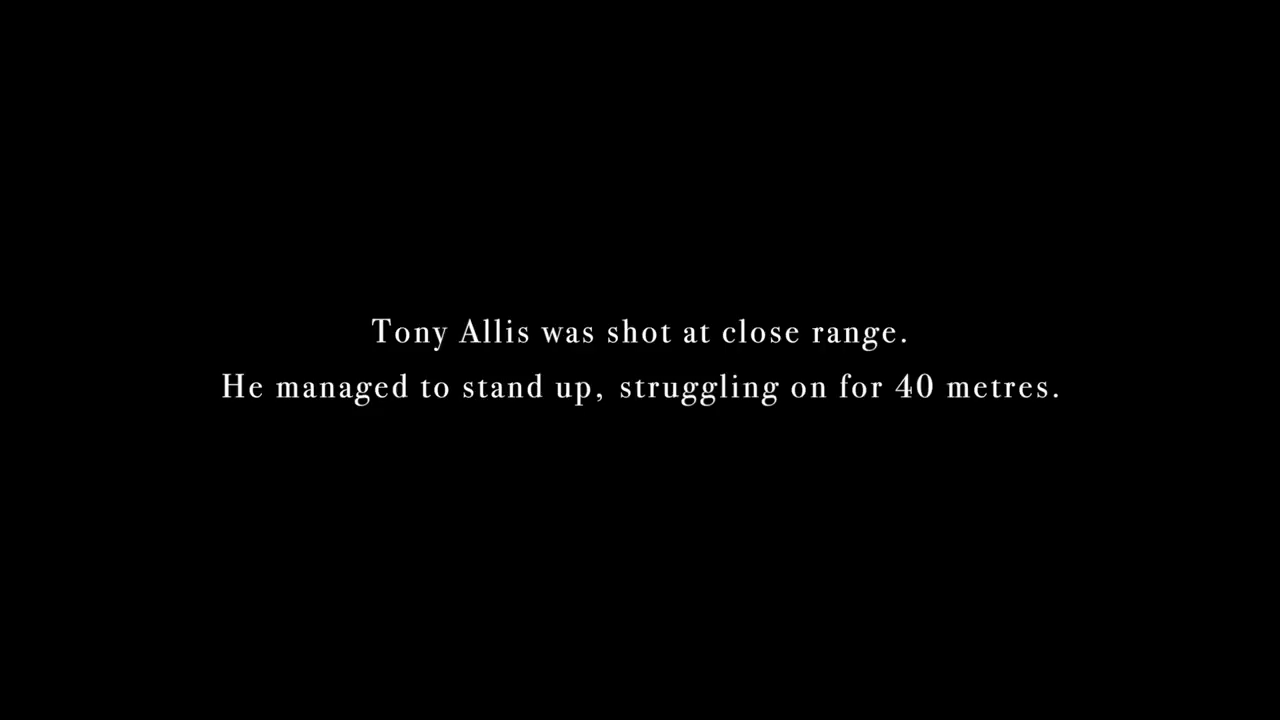 Tony Allis was shot at close range.
He managed to stand up, struggling on for 40 metres.